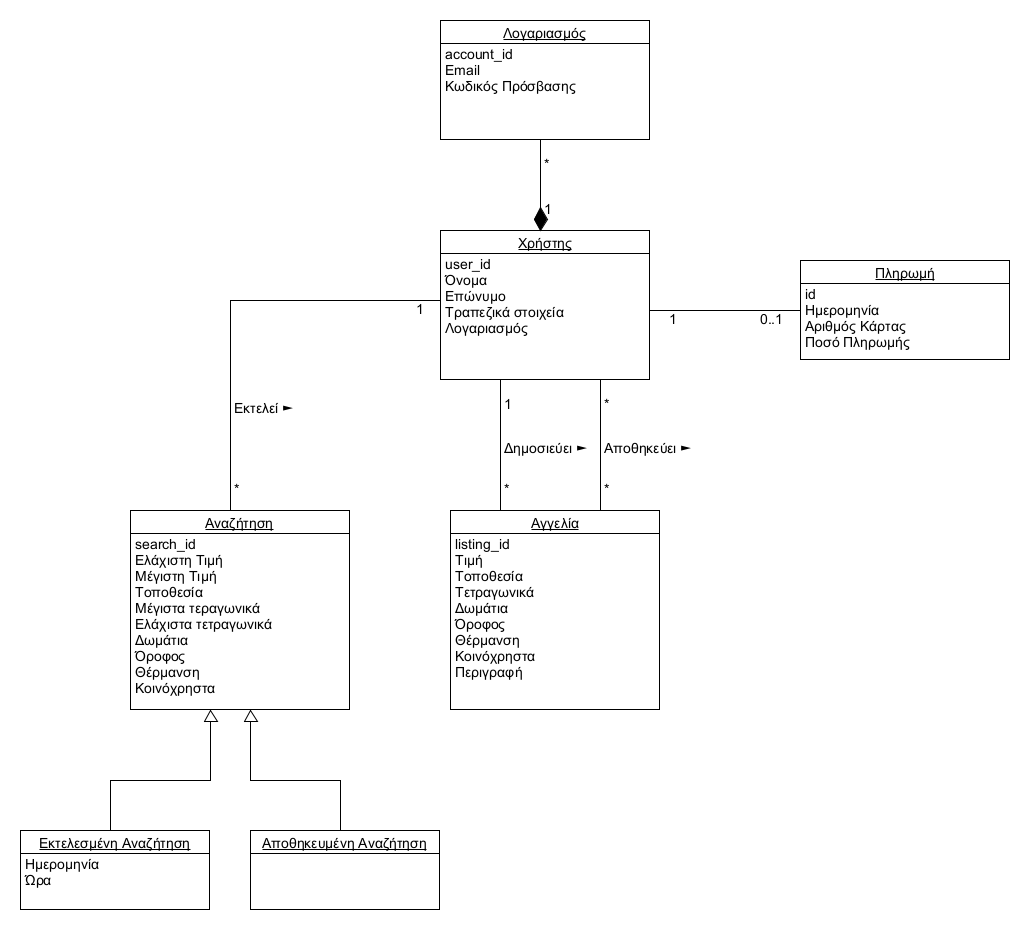 Λογαριασμός
account_id
Email
Κωδικός Πρόσβασης
*
1
Χρήστης
user_id
Όνομα
Επώνυμο
Τραπεζικά στοιχεία
Λογαριασμός
Πληρωμή
id
Ημερομηνία
Αριθμός Κάρτας
Ποσό Πληρωμής
1
1
0..1
1
*
Εκτελεί ►
Δημοσιεύει ►
Αποθηκεύει ►
*
*
*
Αναζήτηση
search_id
Ελάχιστη Τιμή
Μέγιστη Τιμή
Τοποθεσία
Μέγιστα τεραγωνικά
Ελάχιστα τετραγωνικά
Δωμάτια
Όροφος
Θέρμανση
Κοινόχρηστα
Αγγελία
listing_id
Τιμή
Τοποθεσία
Τετραγωνικά
Δωμάτια
Όροφος
Θέρμανση
Κοινόχρηστα
Περιγραφή
Εκτελεσμένη Αναζήτηση
Ημερομηνία
Ώρα
Αποθηκευμένη Αναζήτηση